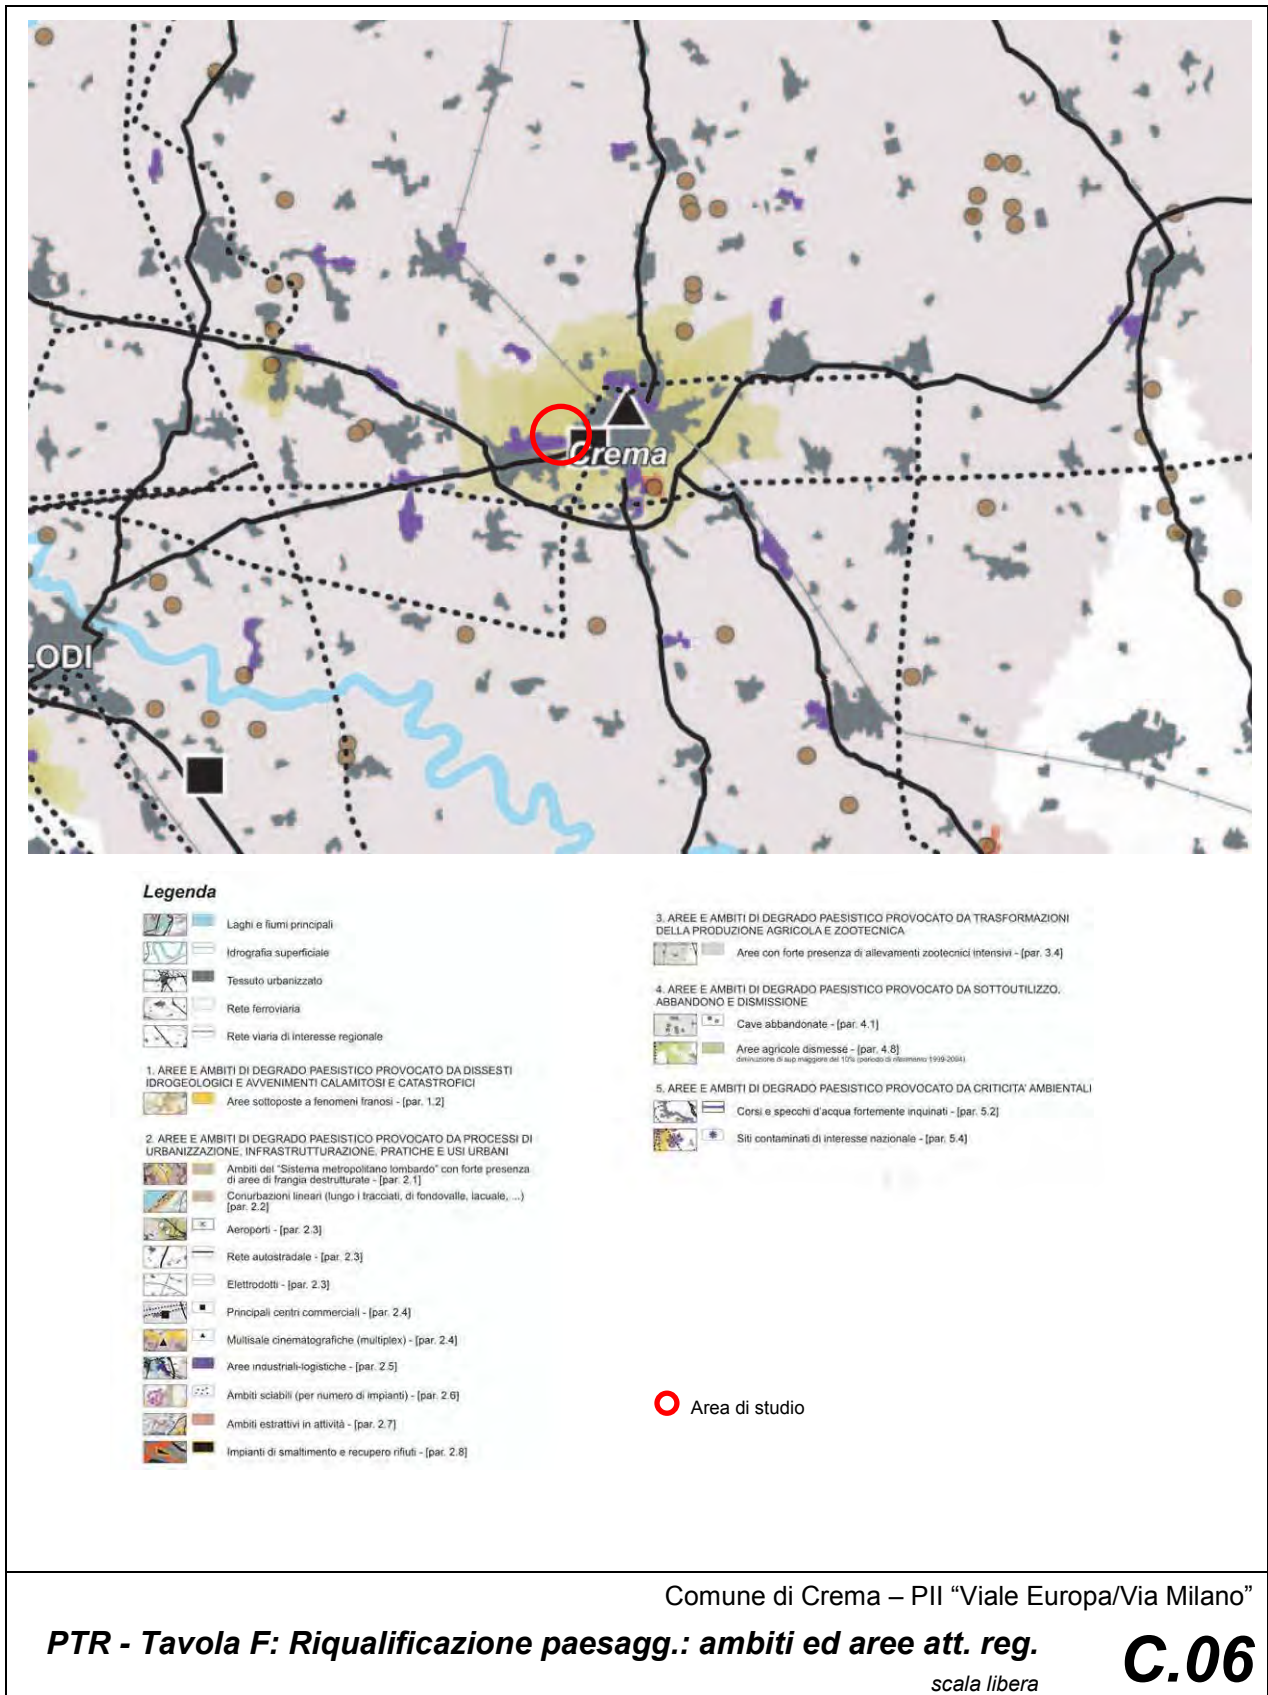 Crema
LODI
Legenda
Laghi e fiumi principali
Idrografia superficiale
Tessuto urbanizzato
Rete ferroviaria
Rete viaria di interesse regionale
1. AREE E AMBITI DI DEGRADO PAESISTICO PROVOCATO DA DISSESTI
IDROGEOLOGICI E AVVENIMENTI CALAMITOSI E CATASTROFICI
Aree sottoposte a fenomeni franosi - [par. 1.2]
2. AREE E AMBITI DI DEGRADO PAESISTICO PROVOCATO DA PROCESSI DI
URBANIZZAZIONE, INFRASTRUTTURAZIONE, PRATICHE E USI URBANI
Ambiti del "Sistema metropolitano lombardo" con forte presenza
di aree di frangia destrutturate - [par. 2.1]
Conurbazioni lineari (lungo i tracciati, di fondovalle, lacuale, ...)
[par. 2.2]
Aeroporti - [par. 2.3]
Rete autostradale - [par. 2.3]
Elettrodotti - [par. 2.3]
Principali centri commerciali - [par. 2.4]
Multisale cinematografiche (multiplex) - [par. 2.4]
Aree industriali-logistiche - [par. 2.5]
Ambiti sciabili (per numero di impianti) - [par. 2.6]
Ambiti estrattivi in attività - [par. 2.7]
Impianti di smaltimento e recupero rifiuti - [par. 2.8]
3. AREE E AMBITI DI DEGRADO PAESISTICO PROVOCATO DA TRASFORMAZIONI
DELLA PRODUZIONE AGRICOLA E ZOOTECNICA
Aree con forte presenza di allevamenti zootecnici intensivi - [par. 3.4]
4. AREE E AMBITI DI DEGRADO PAESISTICO PROVOCATO DA SOTTOUTILIZZO,
ABBANDONO E DISMISSIONE
Cave abbandonate - [par. 4.1]
Aree agricole dismesse - [par. 4.8]
diminuzione di sup maggiore del 10% (periodo di riferimento 1999-2004)
5. AREE E AMBITI DI DEGRADO PAESISTICO PROVOCATO DA CRITICITA' AMBIENTALI
Corsi e specchi d'acqua fortemente inquinati - [par. 5.2]
Siti contaminati di interesse nazionale - [par. 5.4]
Area di studio
Comune di Crema – PII “Viale Europa/Via Milano”
PTR - Tavola F: Riqualificazione paesagg.: ambiti ed aree att. reg.
scala libera
C.06